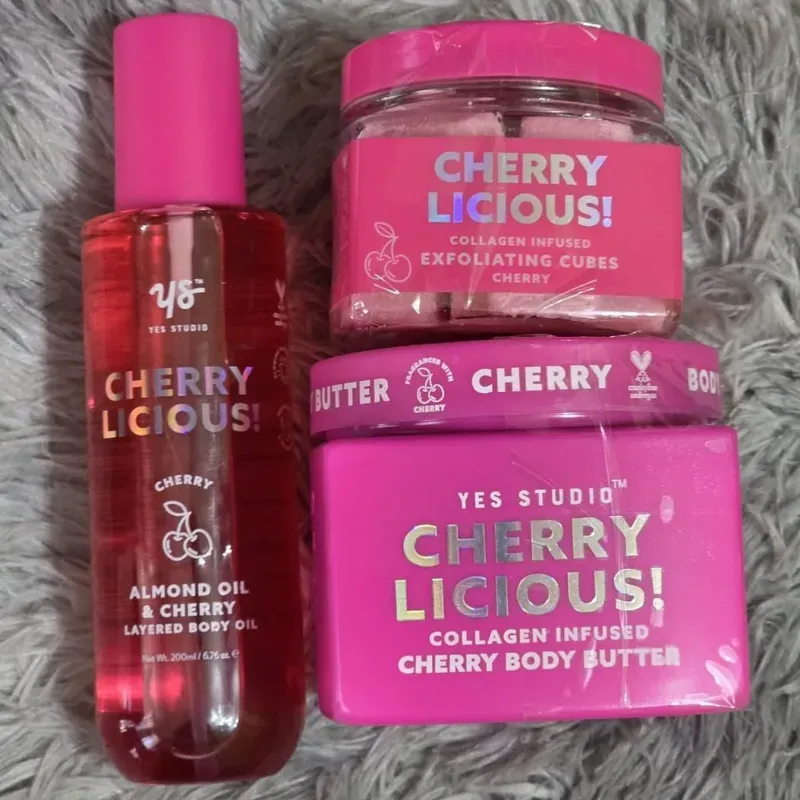 ys™
YES STUDIO
CHERRY
LICIOUS!
CHERRY
ALMOND OIL
& CHERRY
LAYERED BODY OIL
Net Wt. 200ml / 6.76 oz. e
CHERRY
LICIOUS!
COLLAGEN INFUSED
EXFOLIATING CUBES
CHERRY
BUTTER
FRAGRANCED WITH
CHERRY
CHERRY
BODY
YES STUDIO™
CHERRY
LICIOUS!
COLLAGEN INFUSED
CHERRY BODY BUTTER